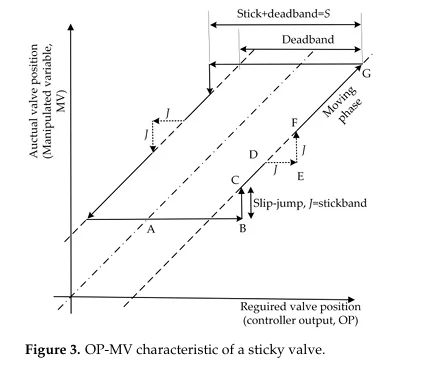 Stick+deadband=S
Deadband
Auctual valve position
(Manipulated variable,
MV)
G
Moving
phase
J
J
F
D
J
J
E
C
Slip-jump, J=stickband
A
B
Reguired valve position
(controller output, OP)
Figure 3. OP-MV characteristic of a sticky valve.